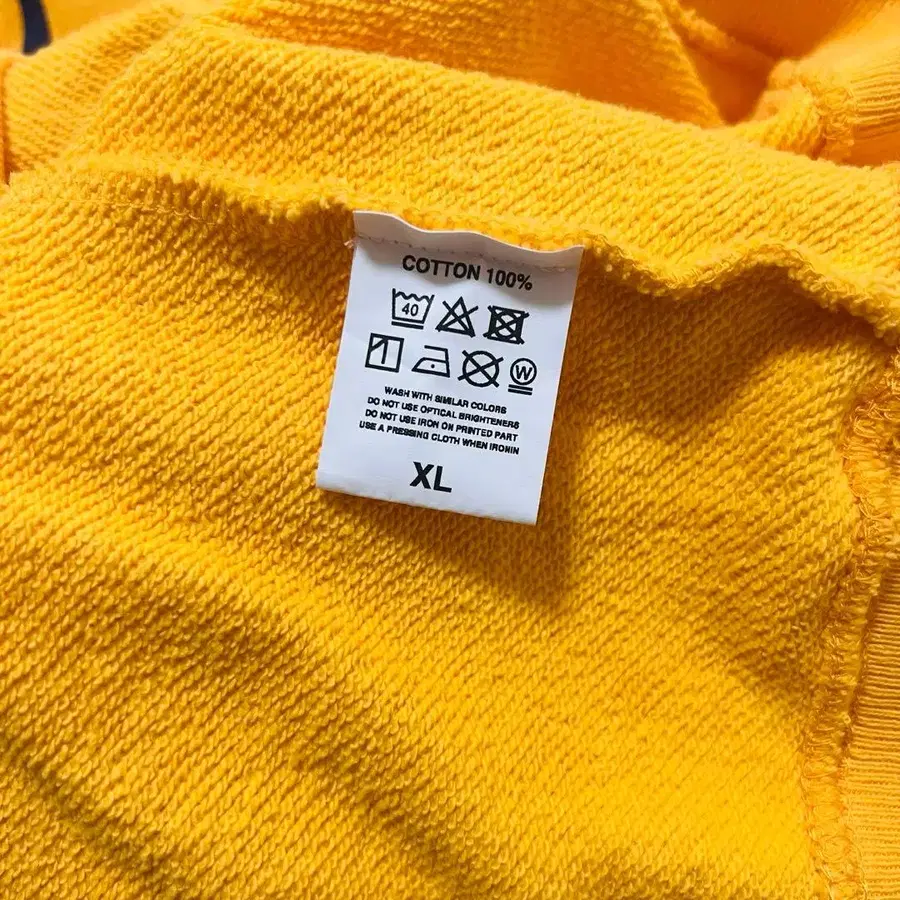 COTTON 100%
40
W
WASH WITH SIMILAR COLORS
DO NOT USE OPTICAL BRIGHTENERS
DO NOT USE IRON ON PRINTED PART
USE A PRESSING CLOTH WHEN IRONIN
XL